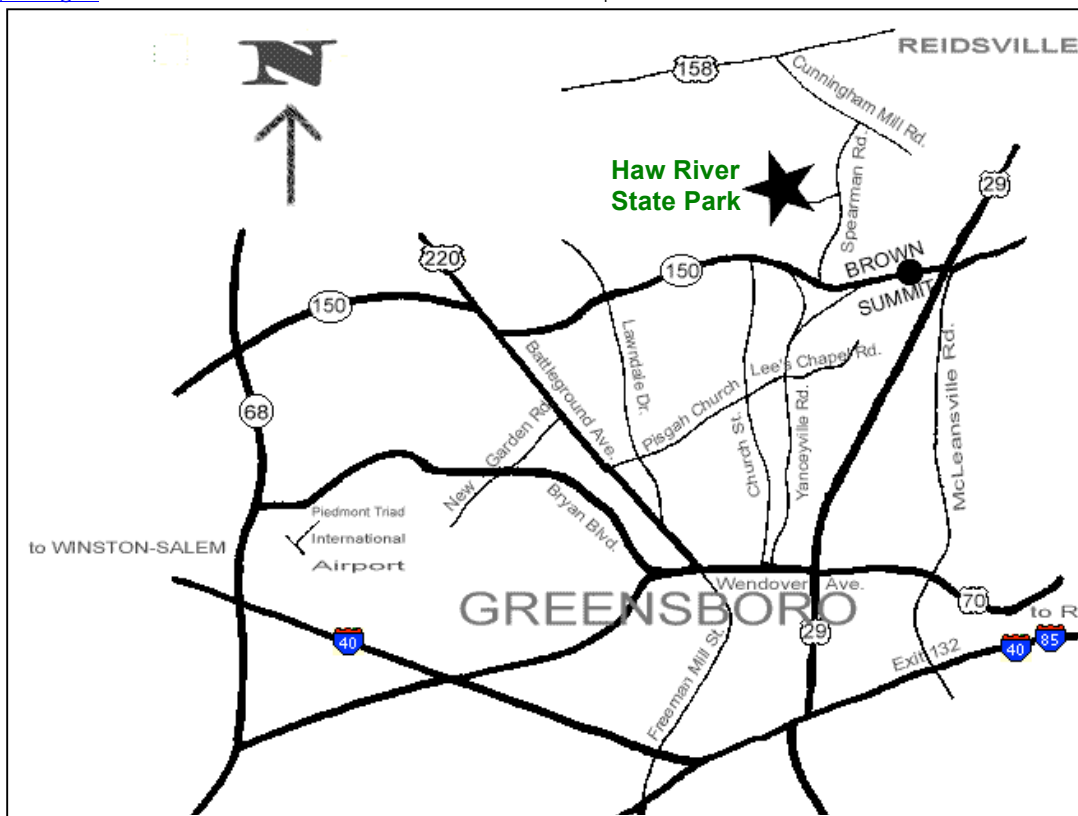 N
REIDSVILLE
158
Cunningham Mill Rd.
Haw River
State Park
Spearman Rd.
29
220
150
150
BROWN
SUMMIT
Lawndale Dr.
Battleground Ave.
Lee's Chapel Rd.
Pisgah Church
68
New Garden Rd.
Church St.
Yanceyville Rd.
McLeansville Rd.
Bryan Blvd.
Piedmont Triad
International
Airport
to WINSTON-SALEM
Wendover Ave.
GREENSBORO
70
to R
29
Freeman Mill St.
Exit 132
40
40
85